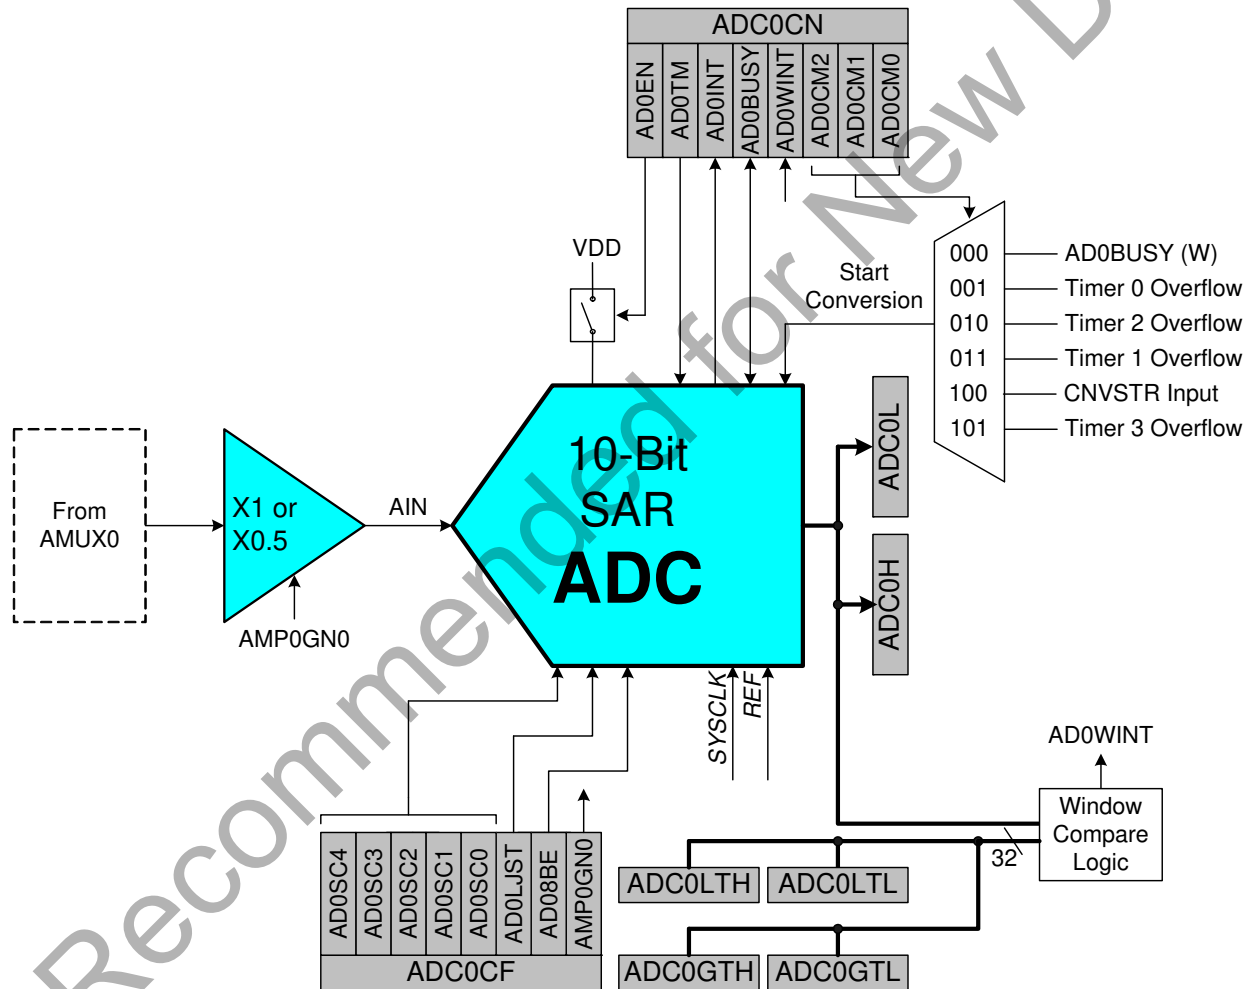 ADC0CN
AD0EN
AD0TM
AD0INT
AD0BUSY
AD0WINT
AD0CM2
AD0CM1
AD0CM0
VDD
Start
Conversion
000
001
010
011
100
101
AD0BUSY (W)
Timer 0 Overflow
Timer 2 Overflow
Timer 1 Overflow
CNVSTR Input
Timer 3 Overflow
From
AMUX0
X1 or
X0.5
AIN
AMP0GN0
10-Bit
SAR
ADC
ADC0L
ADC0H
SYSCLK
REF
AD0WINT
Window
Compare
Logic
32
AD0SC4
AD0SC3
AD0SC2
AD0SC1
AD0SC0
AD0LJST
AD08BE
AMP0GN0
ADC0CF
ADC0LTH
ADC0LTL
ADC0GTH
ADC0GTL
Recommended for New D